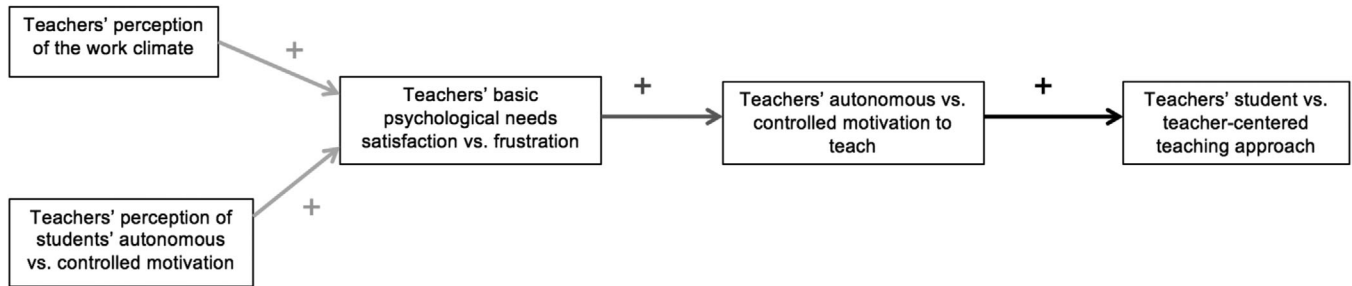 Teachers' perception
of the work climate
+
Teachers' perception of
students' autonomous
vs. controlled motivation
+
Teachers' basic
psychological needs
satisfaction vs. frustration
+
Teachers' autonomous vs.
controlled motivation to
teach
+
Teachers' student vs.
teacher-centered
teaching approach